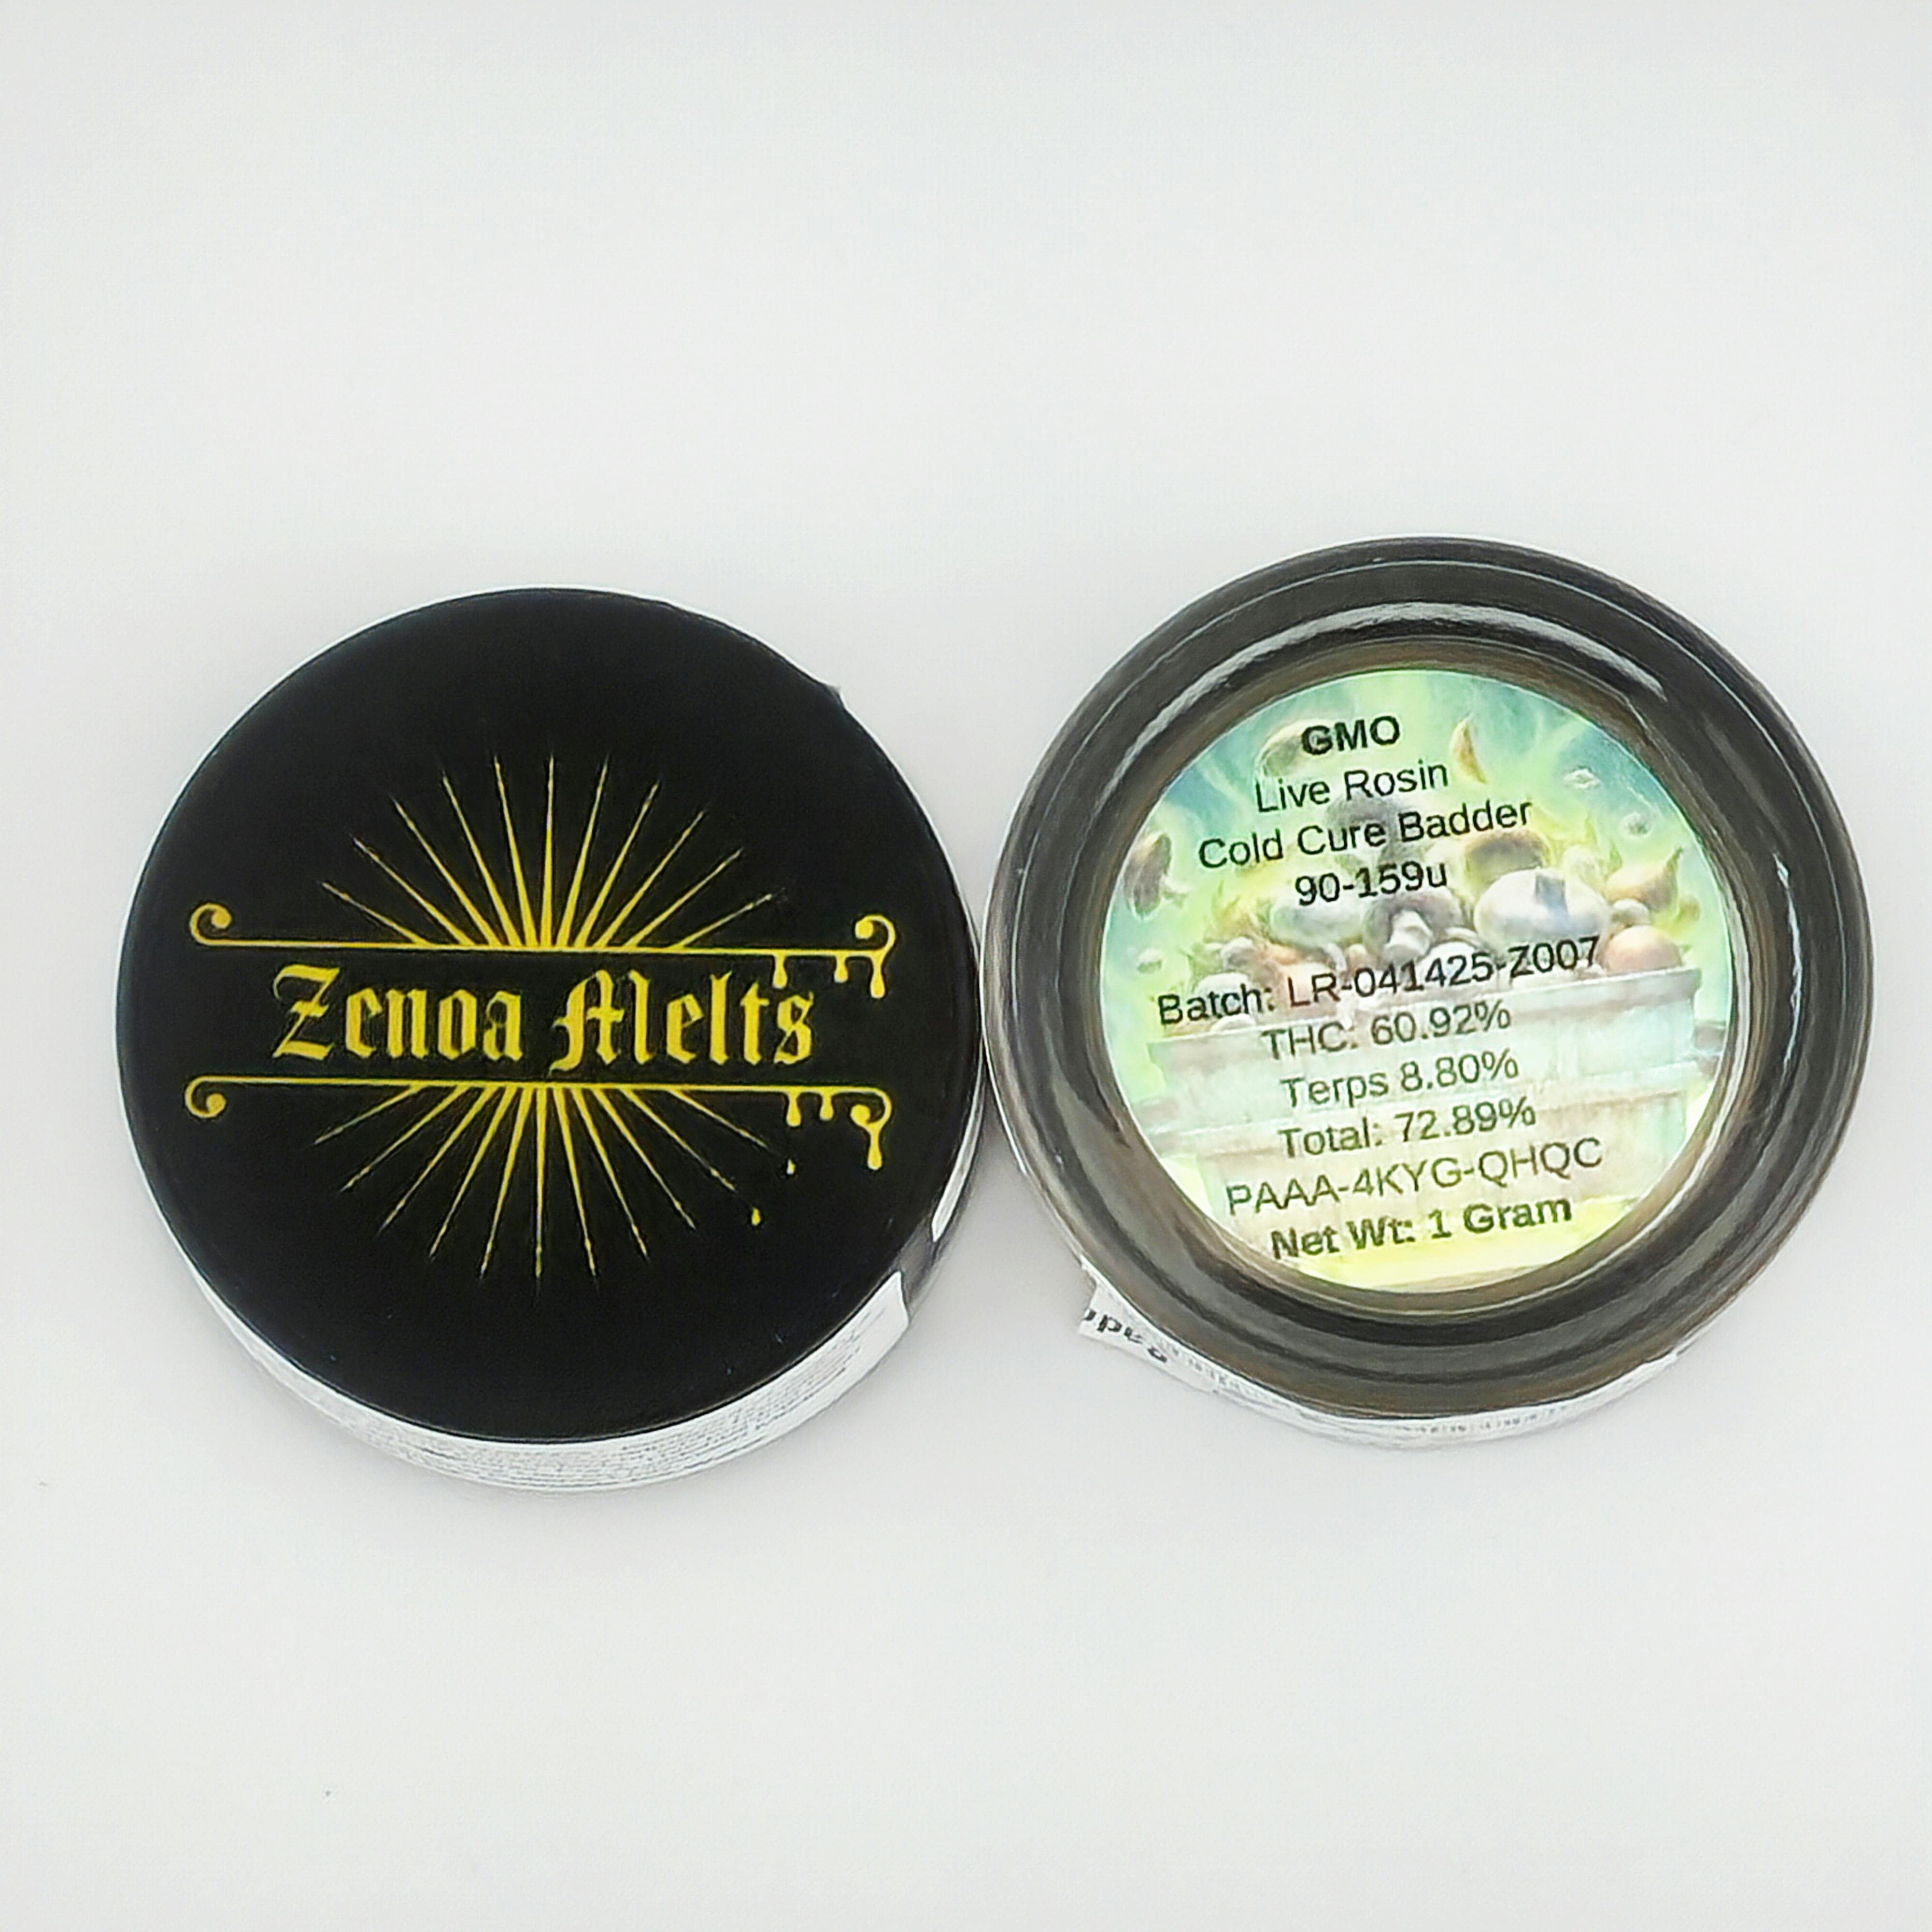 Zenoa Melts
GMO
Live Rosin
Cold Cure Badder
90-159u
Batch: LR-041425-Z007
THC: 60.92%
Terps 8.80%
Total: 72.89%
PAAA-4KYG-QHQC
Net Wt: 1 Gram